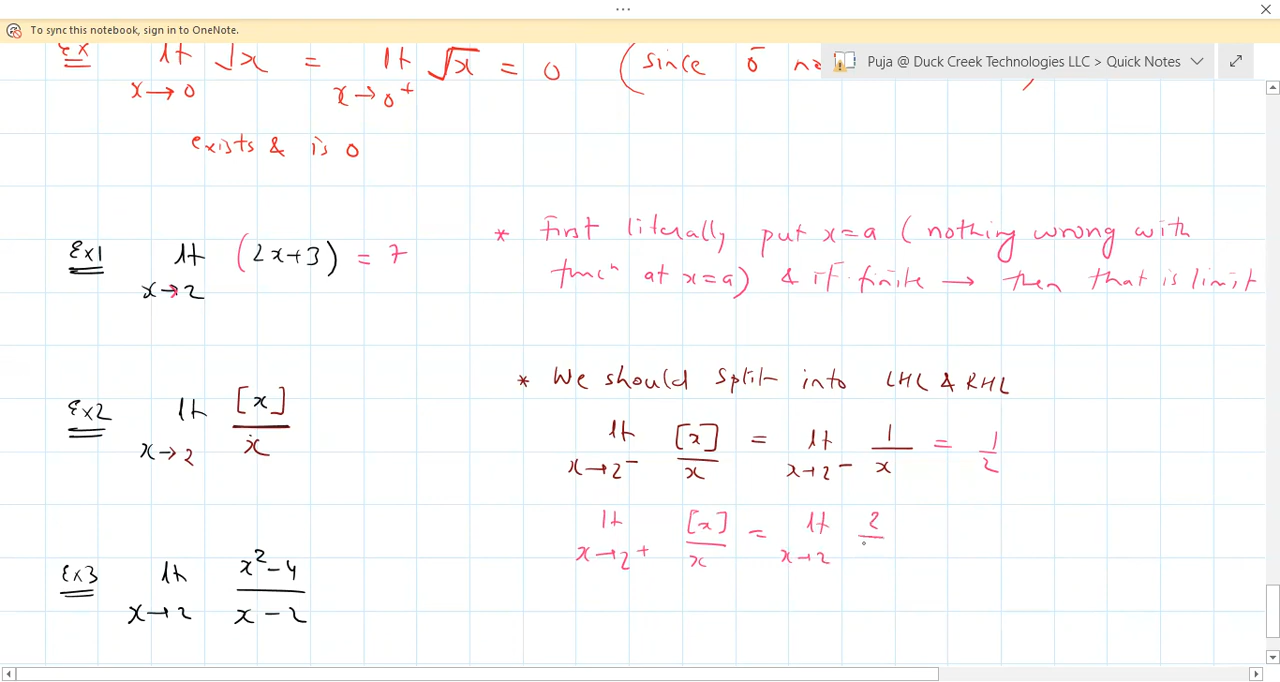 To sync this notebook, sign in to OneNote.
Puja @ Duck Creek Technologies LLC > Quick Notes
Ex lt x→0 √x = lt x→0+ √x = 0 (since 0-
exists & is 0
Ex1 lt x→2 (2x+3) = 7
* First literally put x=a (nothing wrong with
funcⁿ at x=a) & if finite → then that is limit
Ex2 lt x→2 [x]/x
* We should split into LHL & RHL
lt x→2- [x]/x = lt x→2- 1/x = 1/2
lt x→2+ [x]/x = lt x→2 2/
Ex3 lt x→2 x²-4/x-2